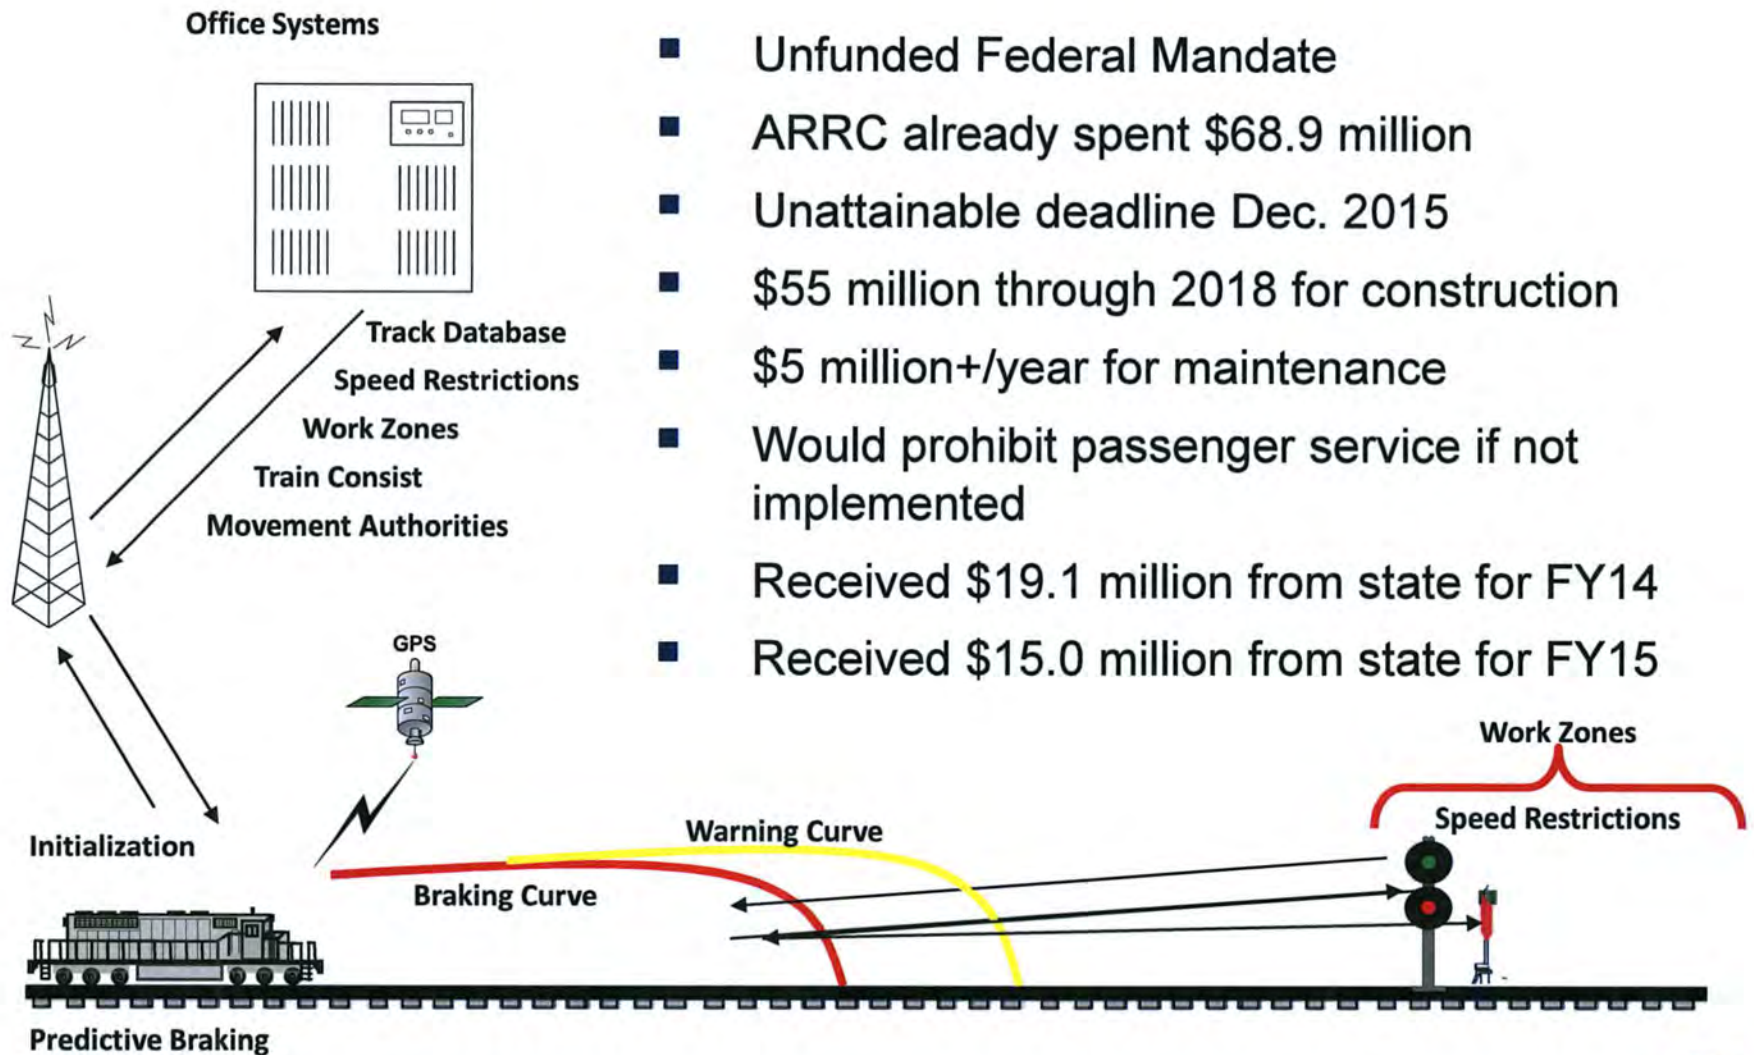 Office Systems
▪ Unfunded Federal Mandate
▪ ARRC already spent $68.9 million
▪ Unattainable deadline Dec. 2015
▪ $55 million through 2018 for construction
▪ $5 million+/year for maintenance
▪ Would prohibit passenger service if not
implemented
▪ Received $19.1 million from state for FY14
▪ Received $15.0 million from state for FY15
Track Database
Speed Restrictions
Work Zones
Train Consist
Movement Authorities
GPS
Work Zones
Speed Restrictions
Warning Curve
Initialization
Braking Curve
Predictive Braking